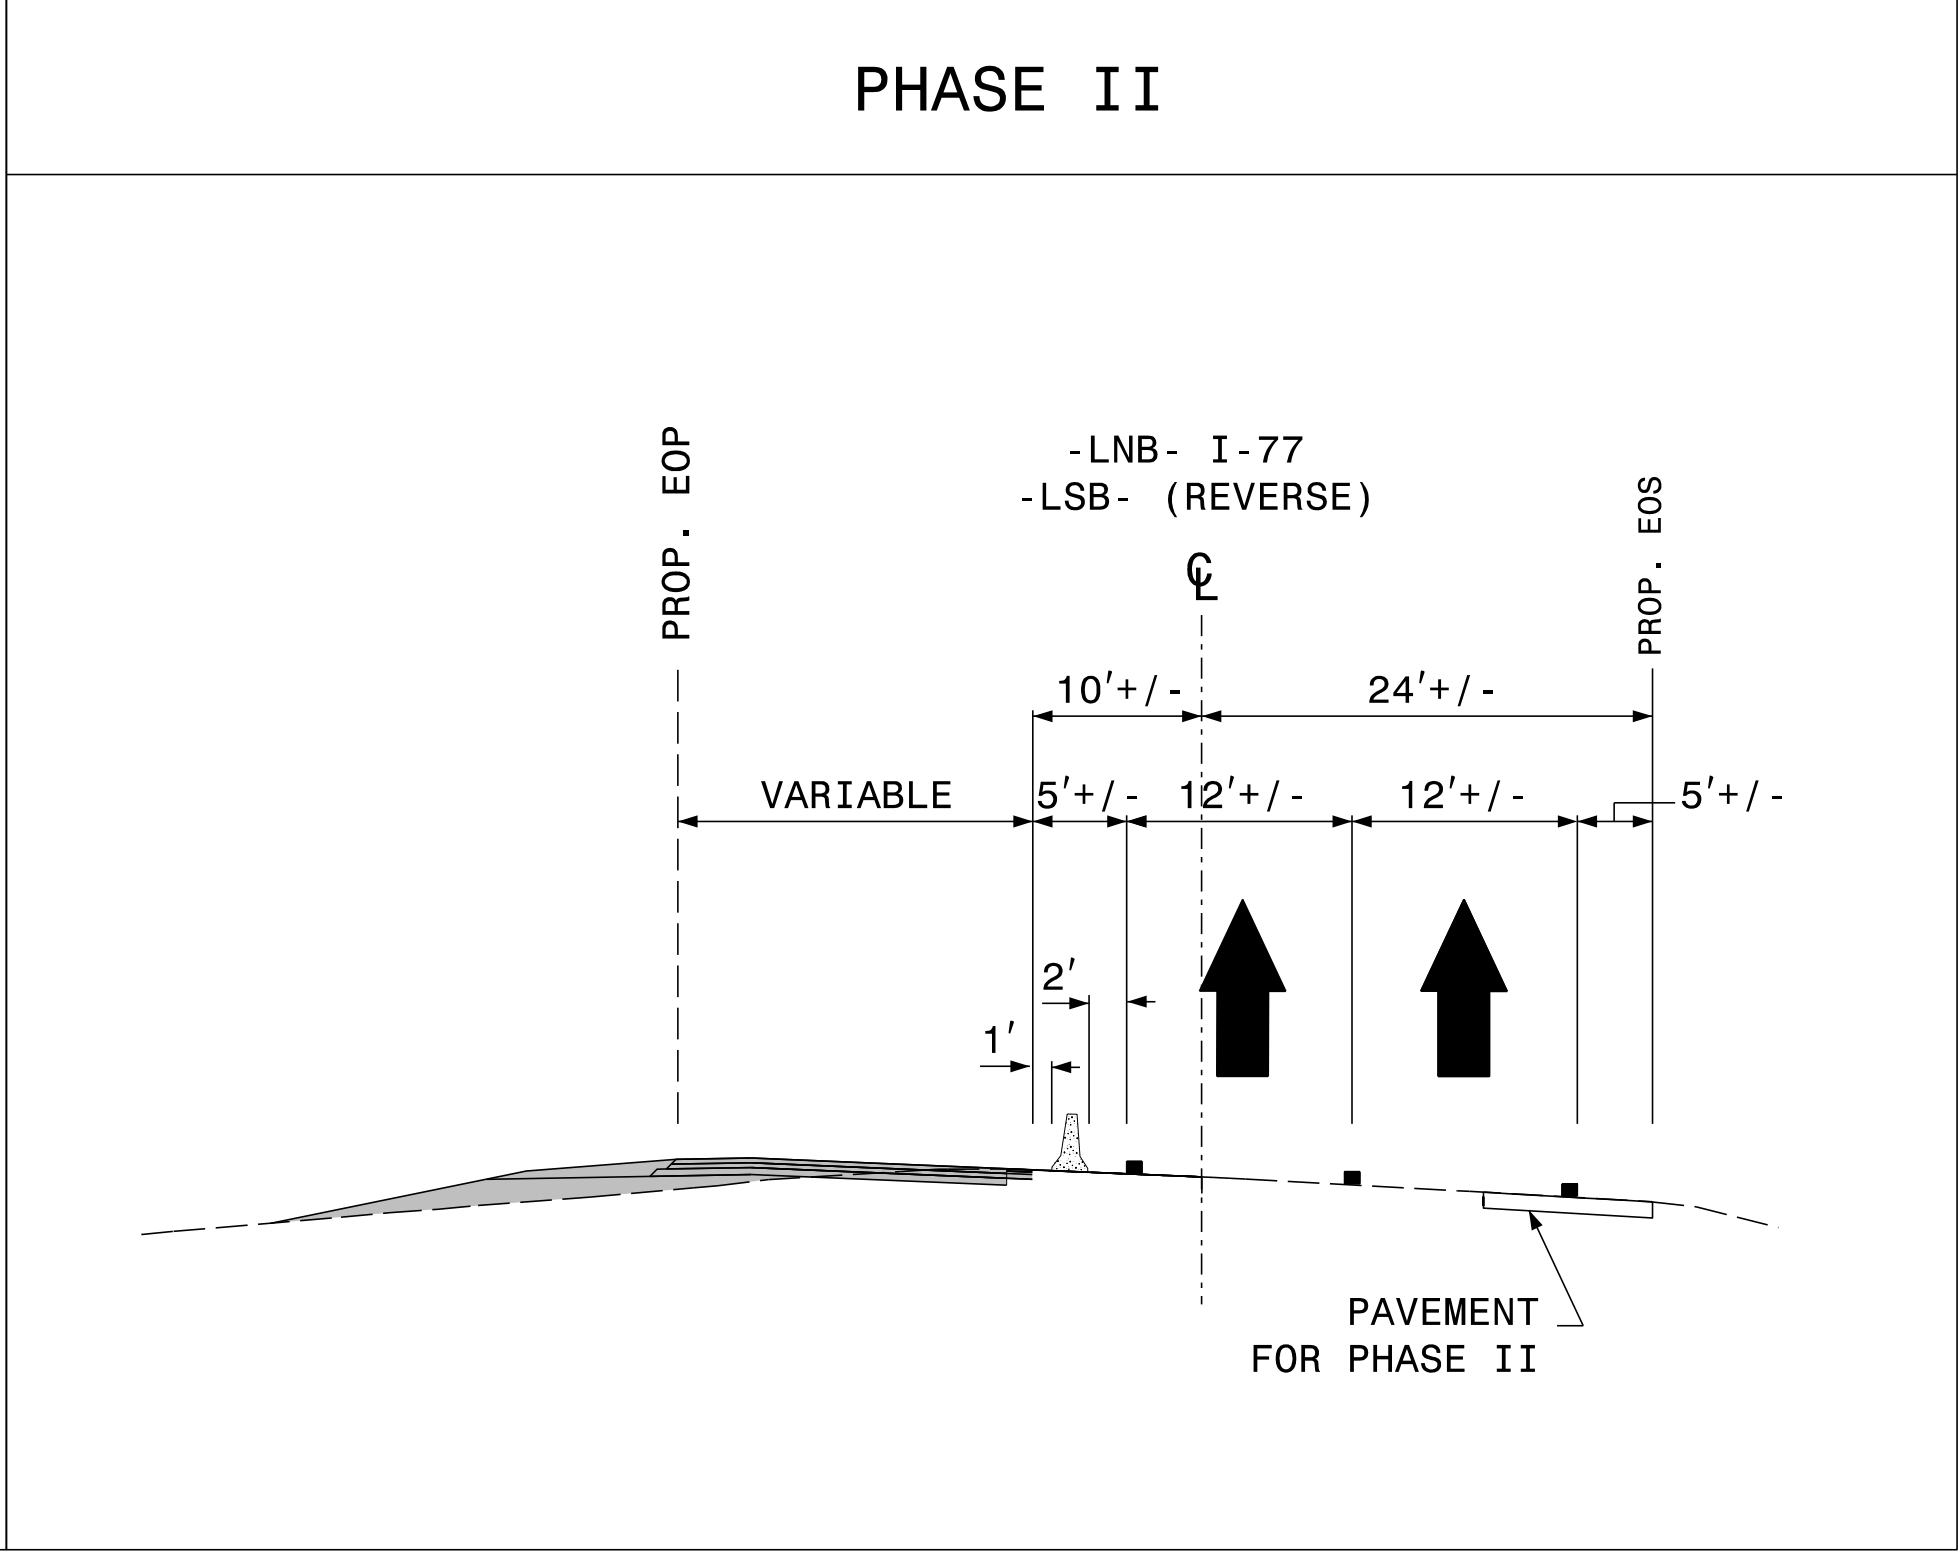 PHASE II
PROP. EOP
-LNB- I-77
-LSB- (REVERSE)
℄
PROP. EOS
10'+/-
24'+/-
VARIABLE
5'+/-
12'+/-
12'+/-
5'+/-
2'
1'
PAVEMENT
FOR PHASE II